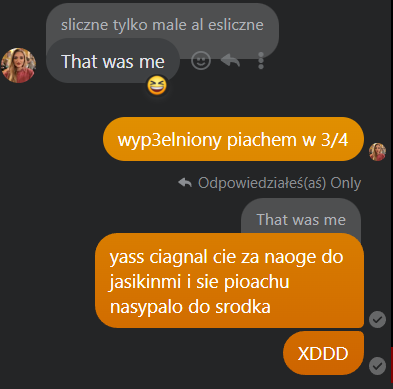 sliczne tylko male al esliczne
That was me
wyp3elniony piachem w 3/4
Odpowiedziałeś(aś) Only
That was me
yass ciagnal cie za naoge do
jasikinmi i sie pioachu
nasypalo do srodka
XDDD